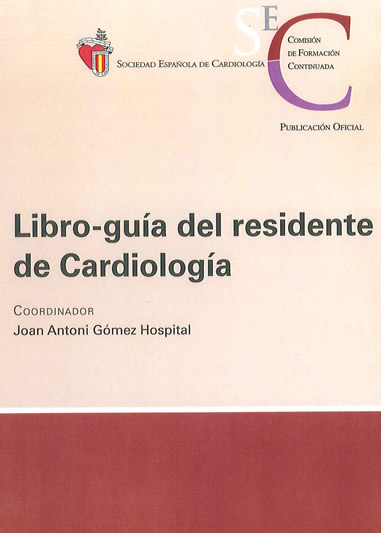 SEC
COMISIÓN
DE FORMACIÓN
CONTINUADA
SOCIEDAD ESPAÑOLA DE CARDIOLOGÍA
PUBLICACIÓN OFICIAL
Libro-guía del residente
de Cardiología
COORDINADOR
Joan Antoni Gómez Hospital